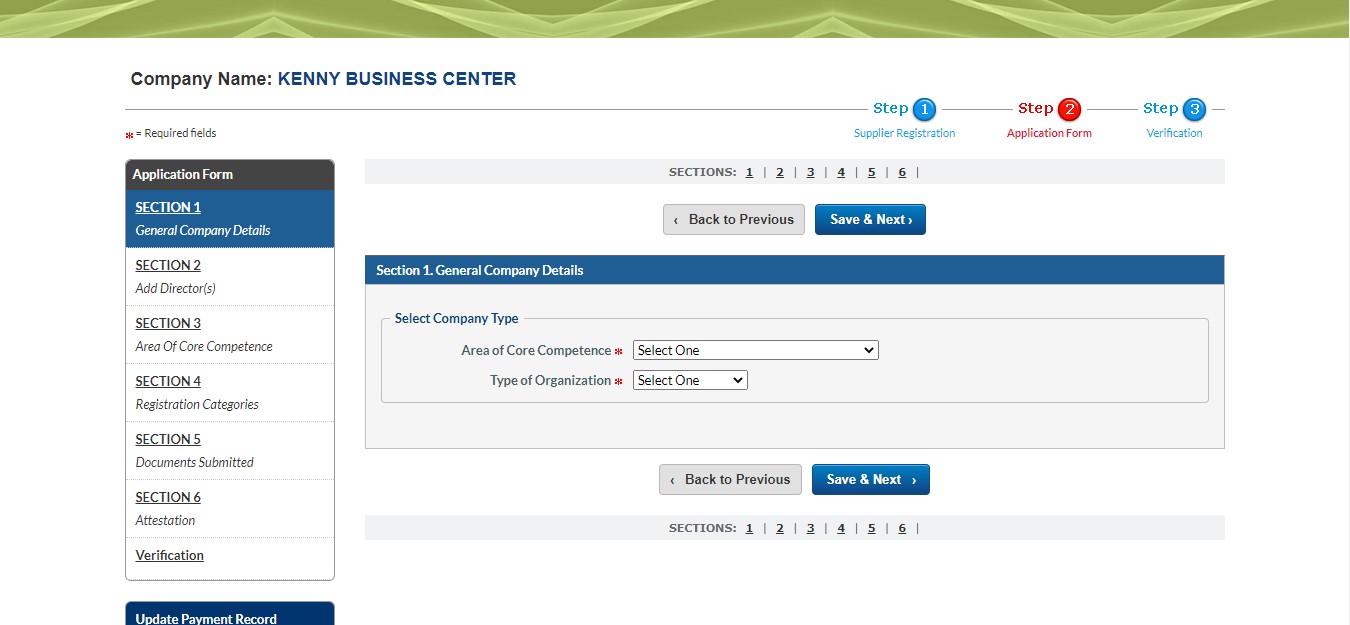 Company Name: KENNY BUSINESS CENTER
Step 1 Step 2 Step 3
Supplier Registration Application Form Verification
* = Required fields
Application Form
SECTION 1
General Company Details
SECTION 2
Add Director(s)
SECTION 3
Area Of Core Competence
SECTION 4
Registration Categories
SECTION 5
Documents Submitted
SECTION 6
Attestation
Verification
Update Payment Record
SECTIONS: 1 | 2 | 3 | 4 | 5 | 6 |
‹ Back to Previous Save & Next ›
Section 1. General Company Details
Select Company Type
Area of Core Competence * Select One
Type of Organization * Select One
‹ Back to Previous Save & Next ›
SECTIONS: 1 | 2 | 3 | 4 | 5 | 6 |